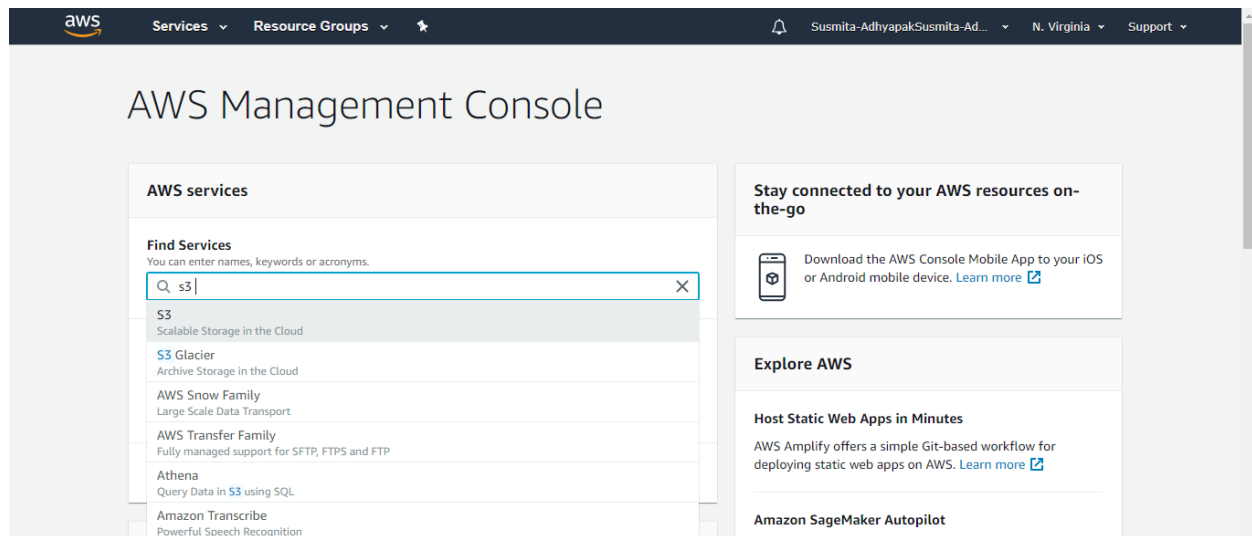 aws Services Resource Groups Susmita-AdhyapakSusmita-Ad... N. Virginia Support
AWS Management Console
AWS services
Find Services
You can enter names, keywords or acronyms.
s3
S3
Scalable Storage in the Cloud
S3 Glacier
Archive Storage in the Cloud
AWS Snow Family
Large Scale Data Transport
AWS Transfer Family
Fully managed support for SFTP, FTPS and FTP
Athena
Query Data in S3 using SQL
Amazon Transcribe
Powerful Speech Recognition
Stay connected to your AWS resources on-
the-go
Download the AWS Console Mobile App to your iOS
or Android mobile device. Learn more
Explore AWS
Host Static Web Apps in Minutes
AWS Amplify offers a simple Git-based workflow for
deploying static web apps on AWS. Learn more
Amazon SageMaker Autopilot